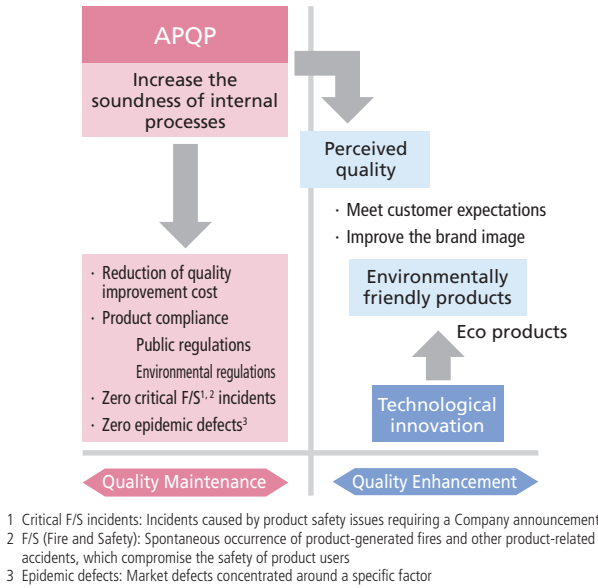 APQP
Increase the
soundness of internal
processes
Perceived
quality
· Meet customer expectations
· Improve the brand image
· Reduction of quality
improvement cost
· Product compliance
Public regulations
Environmental regulations
· Zero critical F/S1, 2 incidents
· Zero epidemic defects3
Environmentally
friendly products
Eco products
Technological
innovation
Quality Maintenance
Quality Enhancement
1 Critical F/S incidents: Incidents caused by product safety issues requiring a Company announcement
2 F/S (Fire and Safety): Spontaneous occurrence of product-generated fires and other product-related
accidents, which compromise the safety of product users
3 Epidemic defects: Market defects concentrated around a specific factor